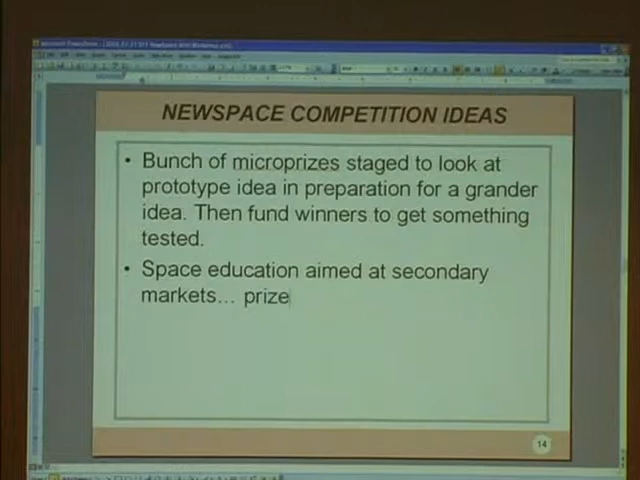 NEWSPACE COMPETITION IDEAS
• Bunch of microprizes staged to look at
prototype idea in preparation for a grander
idea. Then fund winners to get something
tested.
• Space education aimed at secondary
markets... prize
14